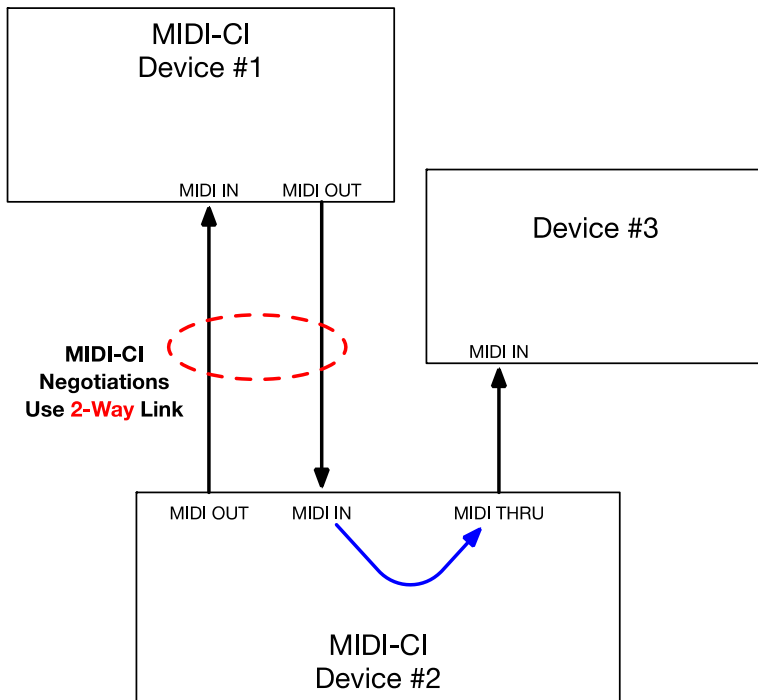 MIDI-CI
Device #1
MIDI IN
MIDI OUT
Device #3
MIDI IN
MIDI-CI
Negotiations
Use 2-Way Link
MIDI OUT
MIDI IN
MIDI THRU
MIDI-CI
Device #2